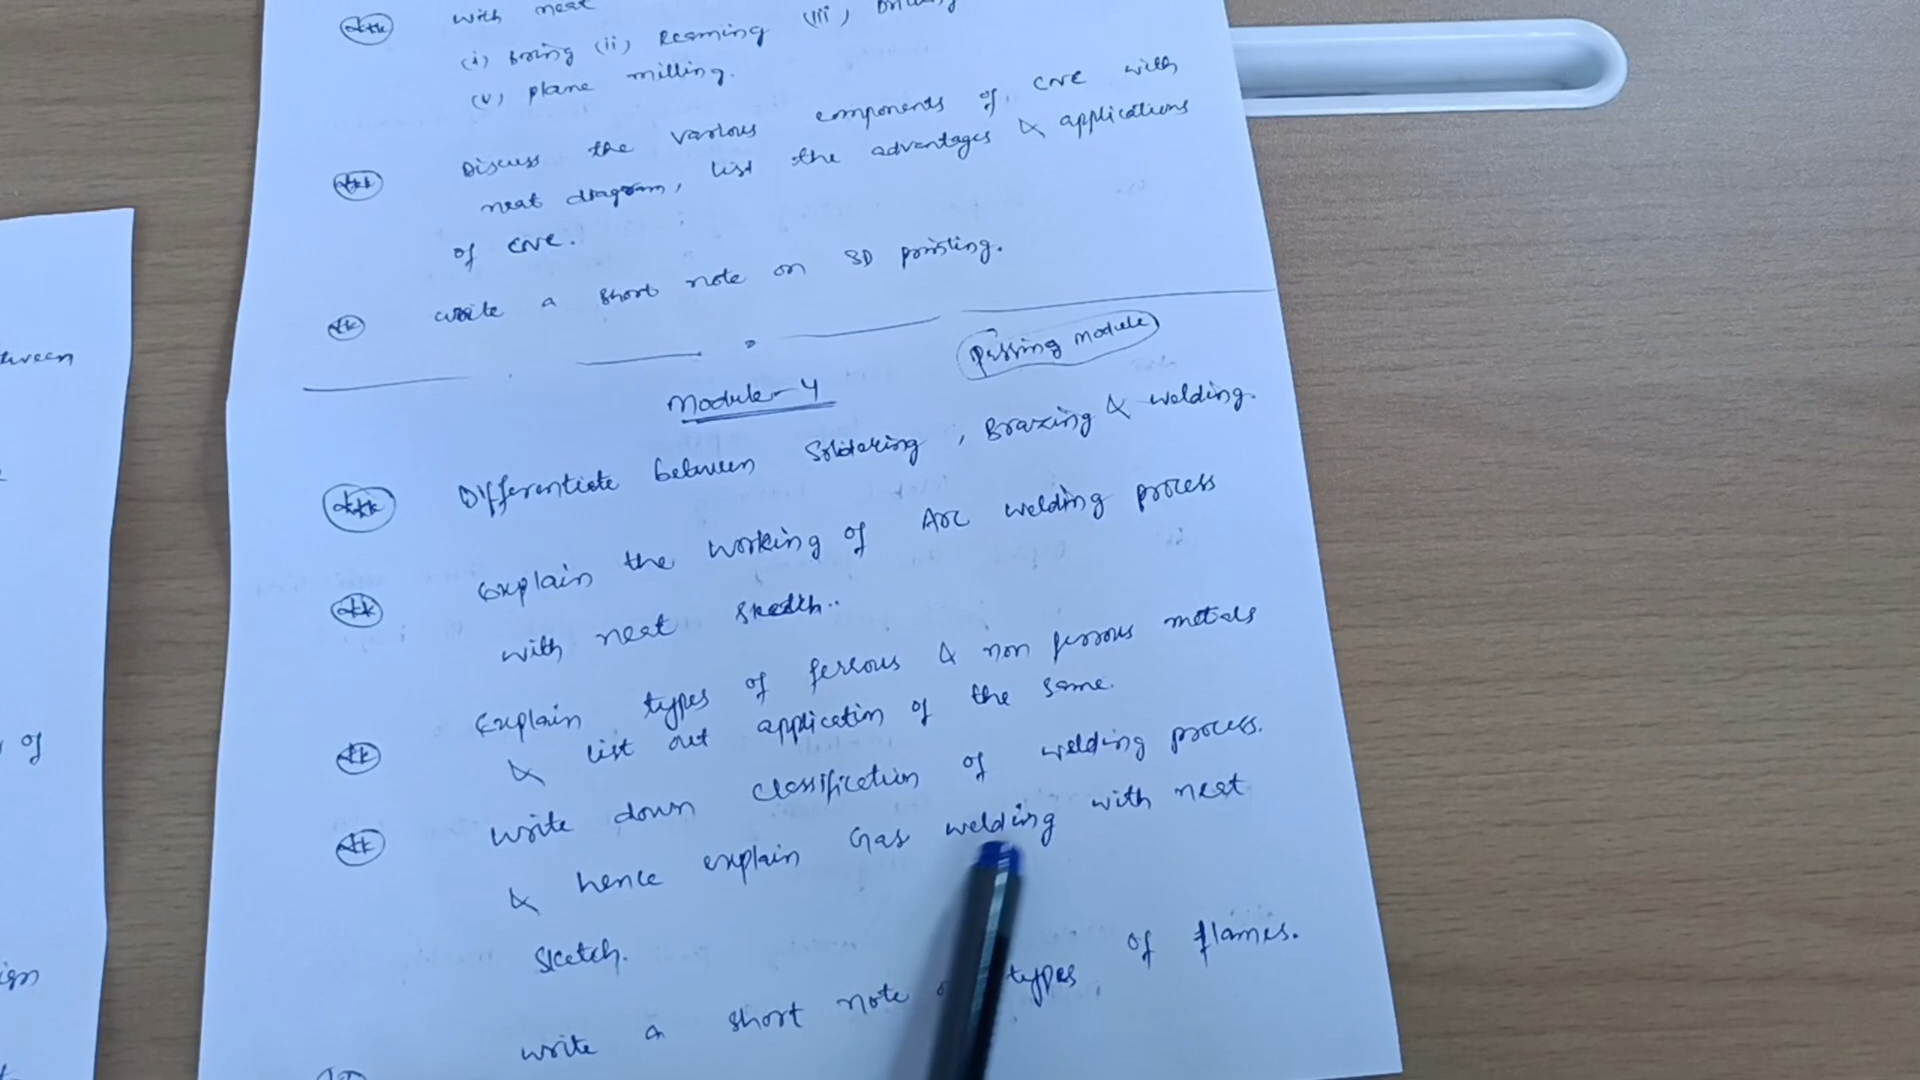 *** with neat
(i) Boring (ii) Reaming (iii)
(v) plane milling.
*** Discuss the various components of CNC with
neat diagram, list the advantages & applications
of CNC.
** write a short note on 3D printing.
Passing module
Module-4
*** Differentiate between Soldering, Brazing & welding.
*** Explain the working of Arc welding process
with neat sketch..
** Explain types of ferrous & non ferrous metals
& list out application of the same.
** write down classification of welding process.
& hence explain Gas welding with neat
sketch.
write a short note types of flames.
of